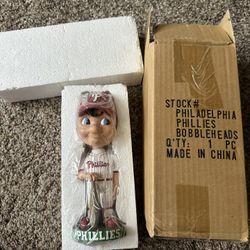 STOCK#
PHILADELPHIA
PHILLIES
BOBBLEHEADS
Q'TY: 1 PC
MADE IN CHINA
P
Phillies
PHILLIES